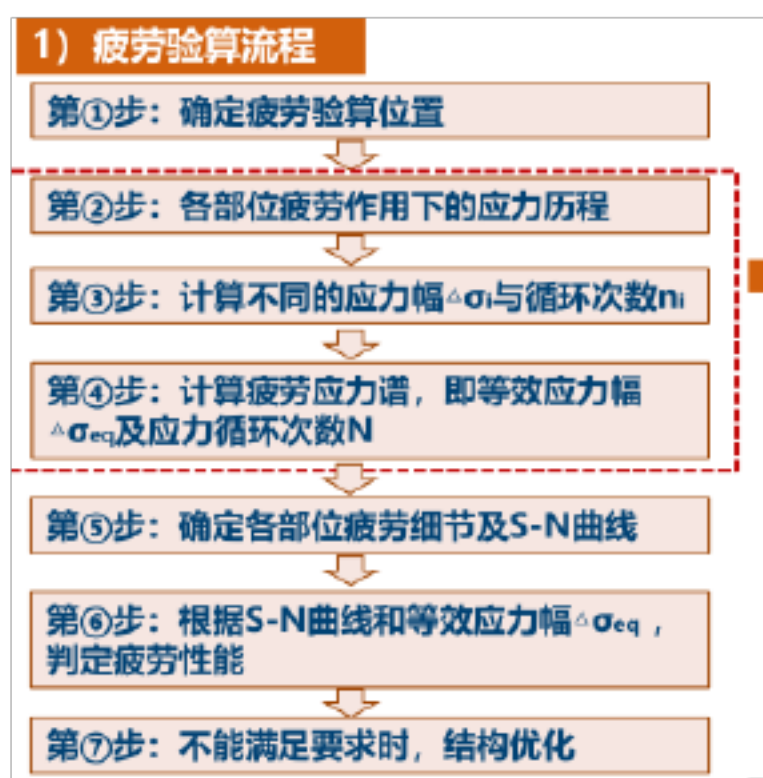 1）疲劳验算流程
第①步：确定疲劳验算位置
第②步：各部位疲劳作用下的应力历程
第③步：计算不同的应力幅△σi与循环次数ni
第④步：计算疲劳应力谱，即等效应力幅
△σeq及应力循环次数N
第⑤步：确定各部位疲劳细节及S-N曲线
第⑥步：根据S-N曲线和等效应力幅△σeq，
判定疲劳性能
第⑦步：不能满足要求时，结构优化